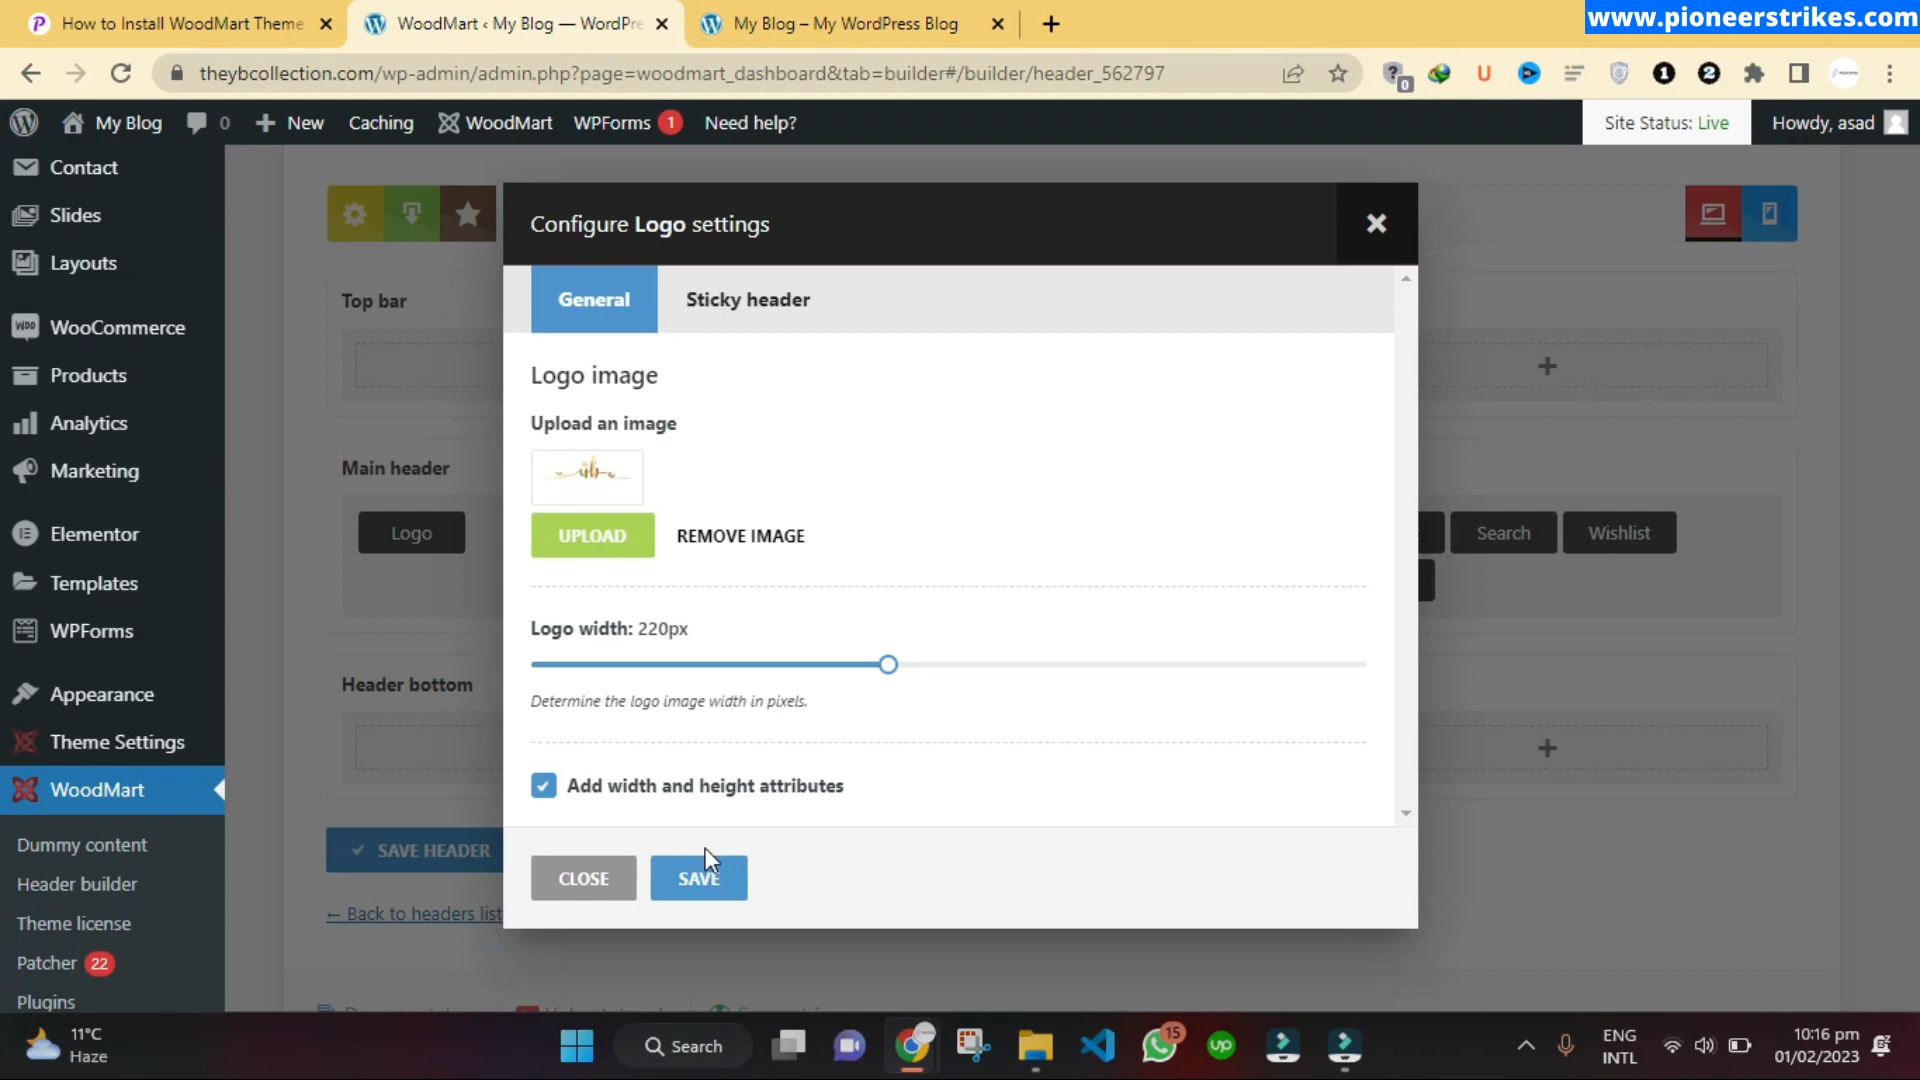 www.pioneerstrikes.com
How to Install WoodMart Theme
WoodMart ‹ My Blog — WordPre
My Blog – My WordPress Blog
theybcollection.com/wp-admin/admin.php?page=woodmart_dashboard&tab=builder#/builder/header_562797
0
My Blog
0
New
Caching
WoodMart
WPForms 1
Need help?
Site Status: Live
Howdy, asad
Contact
Slides
Layouts
WooCommerce
Products
Analytics
Marketing
Elementor
Templates
WPForms
Appearance
Theme Settings
WoodMart
Dummy content
Header builder
Theme license
Patcher 22
Plugins
Configure Logo settings
General
Sticky header
Logo image
Upload an image
UPLOAD
REMOVE IMAGE
Logo width: 220px
Determine the logo image width in pixels.
Add width and height attributes
CLOSE
SAVE
Top bar
Main header
Logo
Search
Wishlist
Header bottom
SAVE HEADER
← Back to headers list
11°C
Haze
Search
15
up
ENG
INTL
10:16 pm
01/02/2023